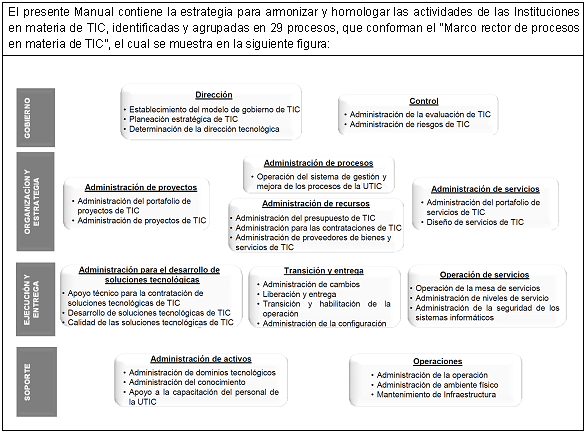 El presente Manual contiene la estrategia para armonizar y homologar las actividades de las Instituciones
en materia de TIC, identificadas y agrupadas en 29 procesos, que conforman el "Marco rector de procesos
en materia de TIC", el cual se muestra en la siguiente figura:
GOBIERNO
Dirección
• Establecimiento del modelo de gobierno de TIC
• Planeación estratégica de TIC
• Determinación de la dirección tecnológica
Control
• Administración de la evaluación de TIC
• Administración de riesgos de TIC
ORGANIZACIÓN Y
ESTRATEGIA
Administración de proyectos
• Administración del portafolio de
proyectos de TIC
• Administración de proyectos de TIC
Administración de procesos
• Operación del sistema de gestión y
mejora de los procesos de la UTIC
Administración de recursos
• Administración del presupuesto de TIC
• Administración para las contrataciones de TIC
• Administración de proveedores de bienes y
servicios de TIC
Administración de servicios
• Administración del portafolio de
servicios de TIC
• Diseño de servicios de TIC
EJECUCIÓN Y
ENTREGA
Administración para el desarrollo de
soluciones tecnológicas
• Apoyo técnico para la contratación de
soluciones tecnológicas de TIC
• Desarrollo de soluciones tecnológicas de TIC
• Calidad de las soluciones tecnológicas de TIC
Transición y entrega
• Administración de cambios
• Liberación y entrega
• Transición y habilitación de la
operación
• Administración de la configuración
Operación de servicios
• Operación de la mesa de servicios
• Administración de niveles de servicio
• Administración de la seguridad de los
sistemas informáticos
SOPORTE
Administración de activos
• Administración de dominios tecnológicos
• Administración del conocimiento
• Apoyo a la capacitación del personal de
la UTIC
Operaciones
• Administración de la operación
• Administración de ambiente físico
• Mantenimiento de Infraestructura